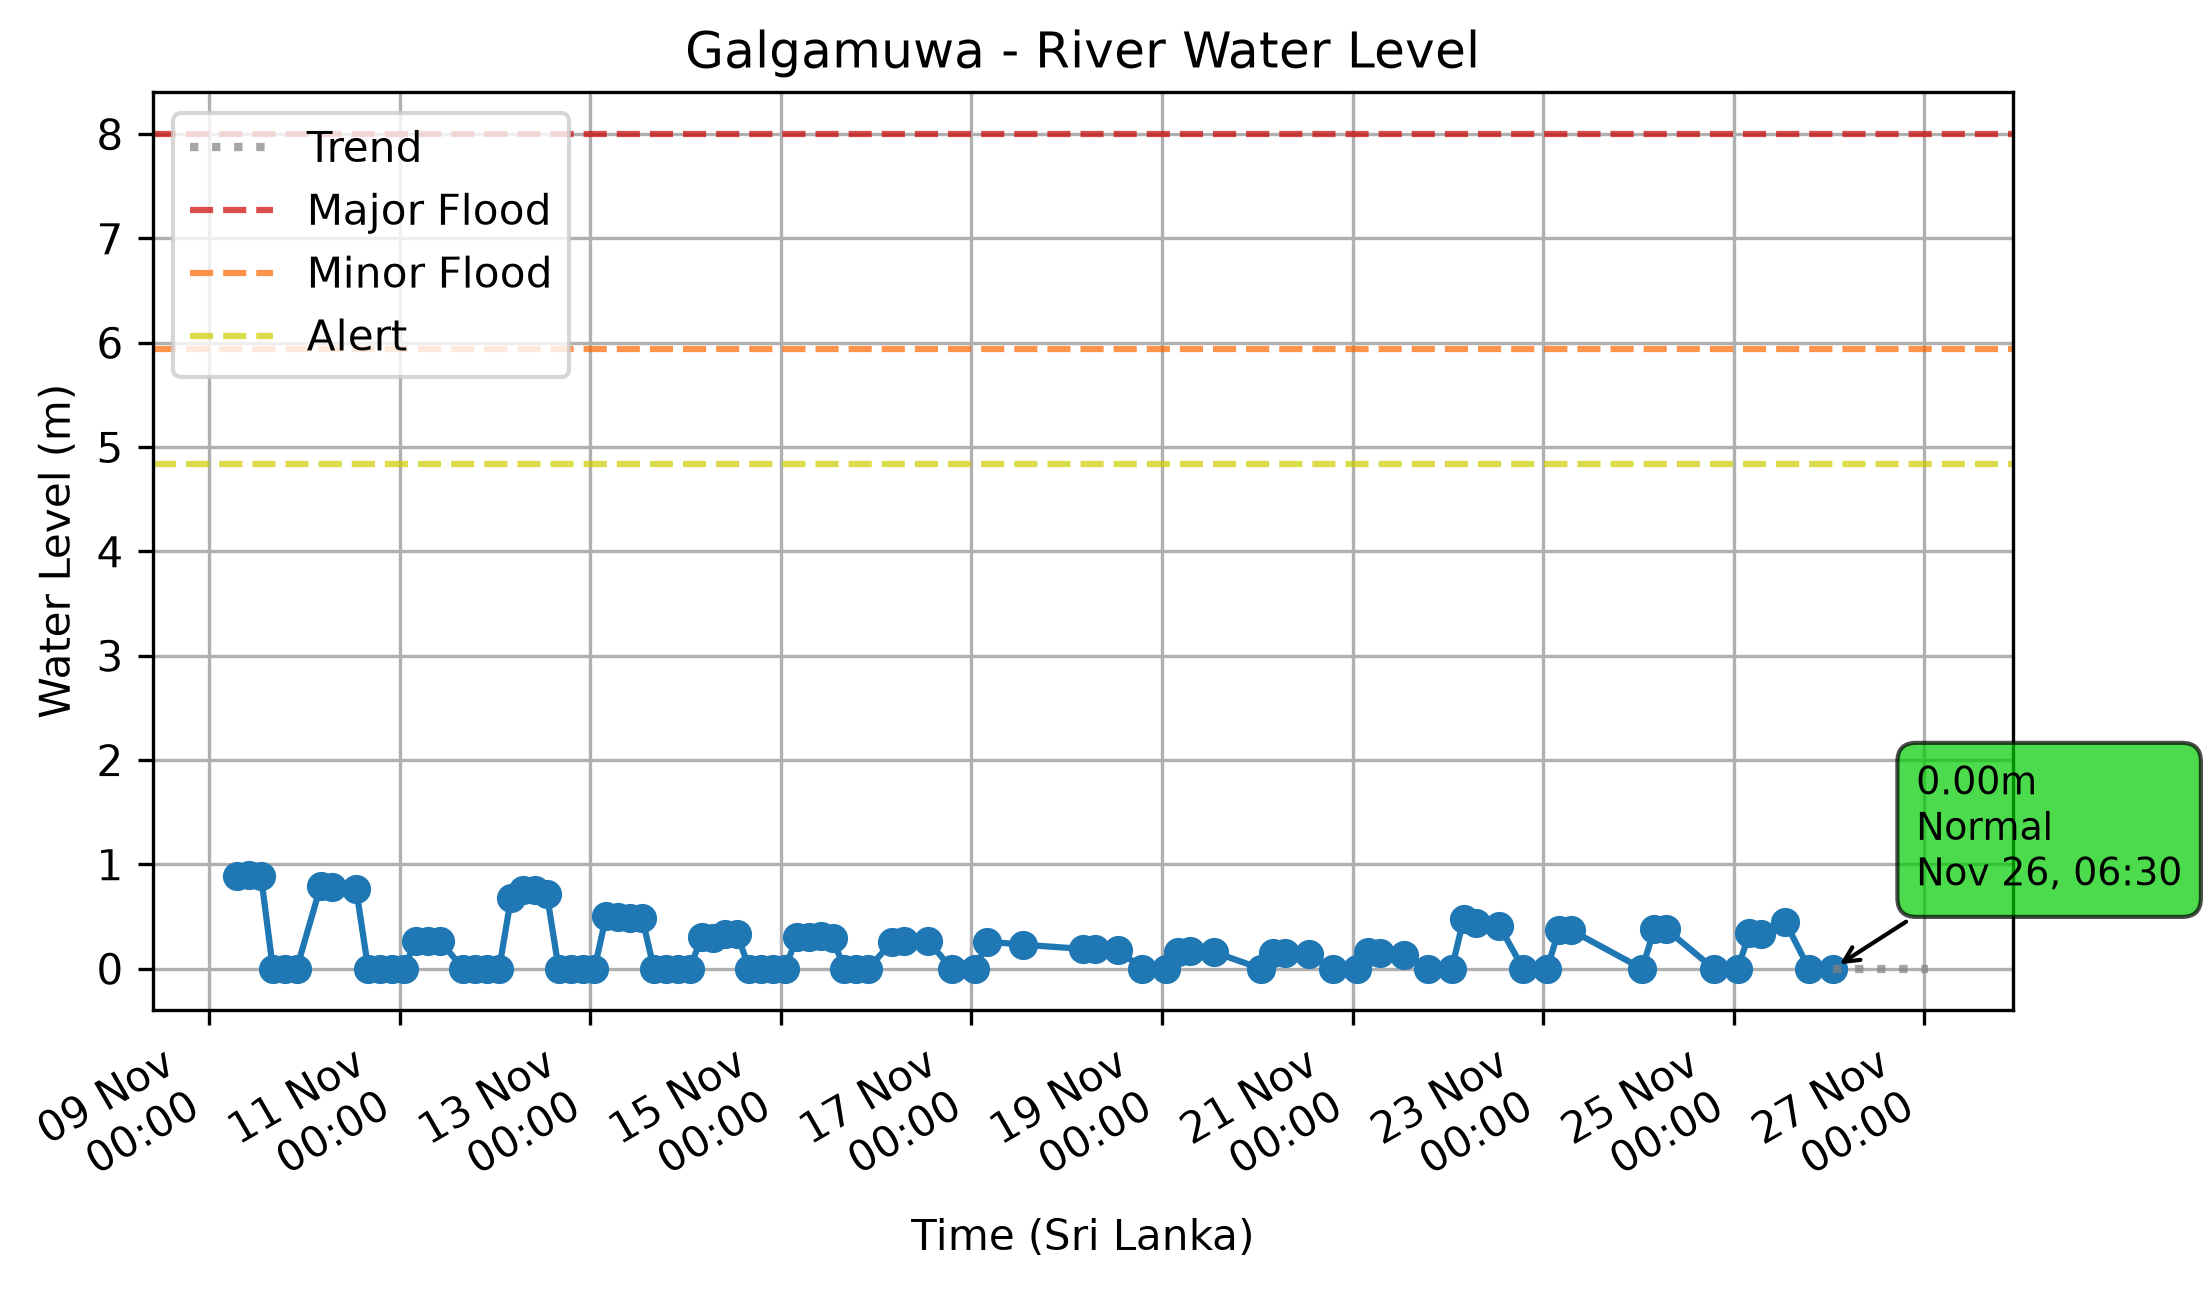 Galgamuwa - River Water Level
Trend
Major Flood
Minor Flood
Alert
Water Level (m)
8
7
6
5
4
3
2
1
0
0.00m
Normal
Nov 26, 06:30
09 Nov
00:00
11 Nov
00:00
13 Nov
00:00
15 Nov
00:00
17 Nov
00:00
19 Nov
00:00
21 Nov
00:00
23 Nov
00:00
25 Nov
00:00
27 Nov
00:00
Time (Sri Lanka)